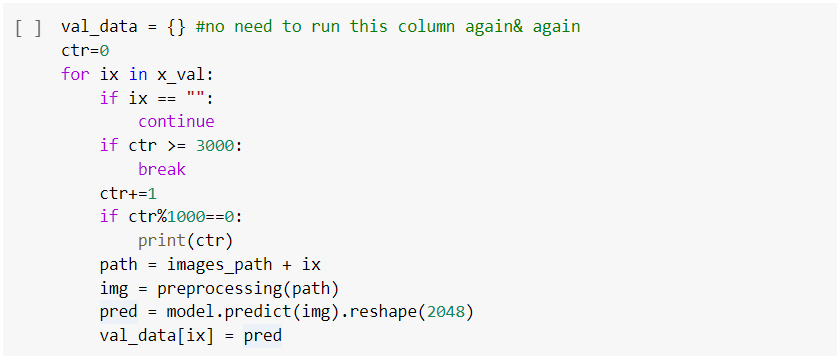 [ ] val_data = {} #no need to run this column again& again
ctr=0
for ix in x_val:
    if ix == "":
        continue
    if ctr >= 3000:
        break
    ctr+=1
    if ctr%1000==0:
        print(ctr)
    path = images_path + ix
    img = preprocessing(path)
    pred = model.predict(img).reshape(2048)
    val_data[ix] = pred